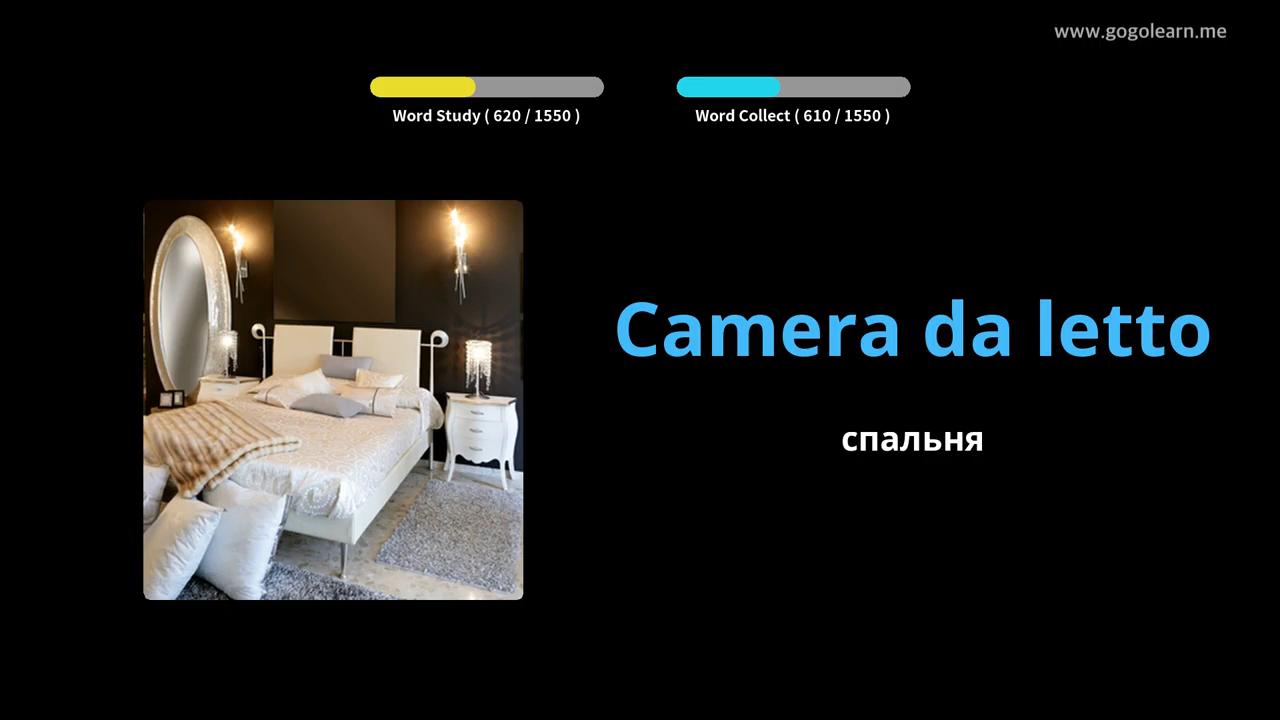 www.gogolearn.me
Word Study ( 620 / 1550 )
Word Collect ( 610 / 1550 )
Camera da letto
спальня